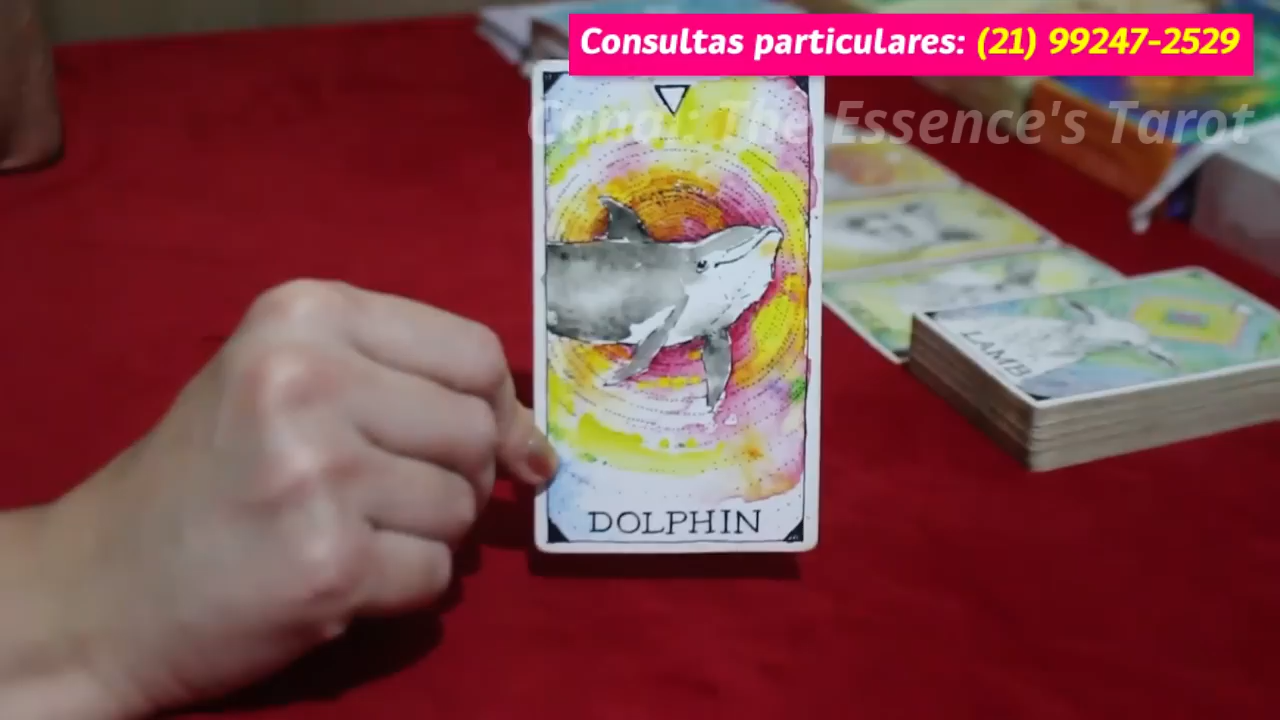 Consultas particulares: (21) 99247-2529
Canal: The Essence's Tarot
DOLPHIN
LAMB